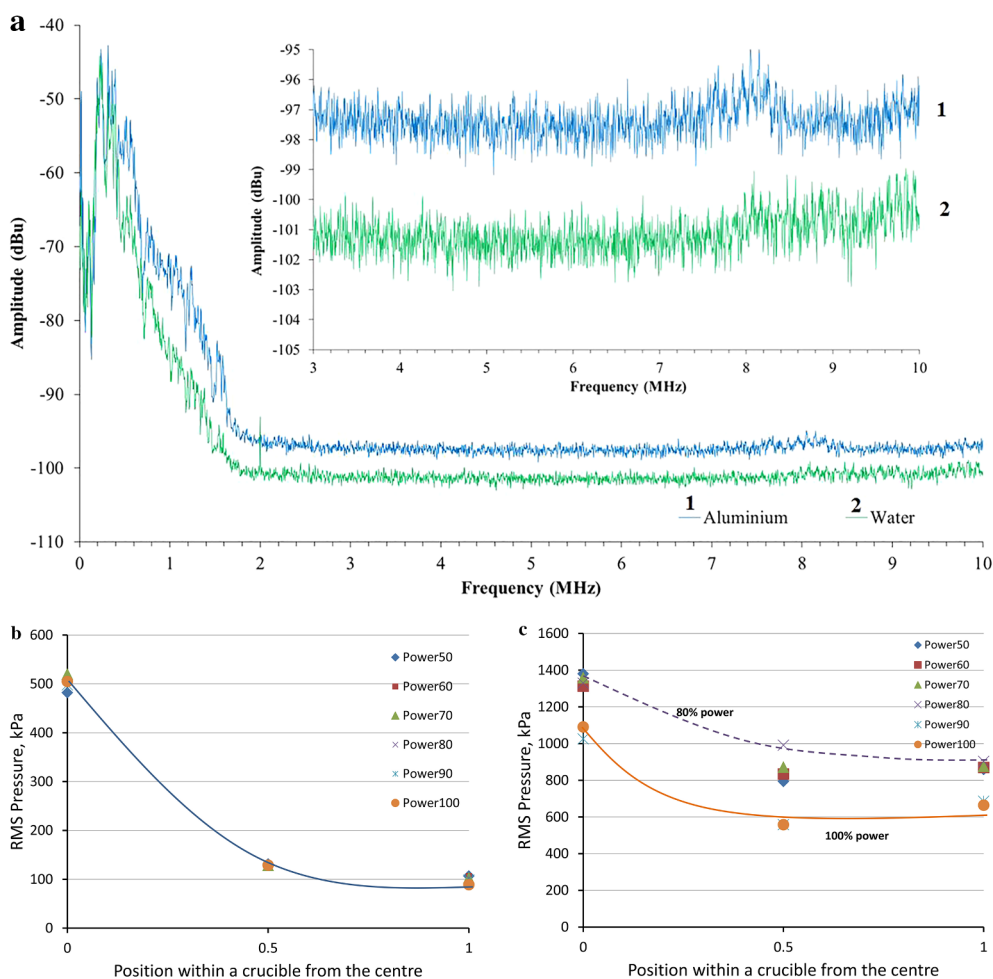 a
-40
-50
-60
-70
-80
-90
-100
-110
Amplitude (dBu)
0 1 2 3 4 5 6 7 8 9 10
Frequency (MHz)
-95
-96
-97
-98
-99
-100
-101
-102
-103
-104
-105
Amplitude (dBu)
3 4 5 6 7 8 9 10
Frequency (MHz)
1
2
1 Aluminium 2 Water
b
600
500
400
300
200
100
0
RMS Pressure, kPa
0 0.5 1
Position within a crucible from the centre
Power50
Power60
Power70
Power80
Power90
Power100
c
1600
1400
1200
1000
800
600
400
200
0
RMS Pressure, kPa
0 0.5 1
Position within a crucible from the centre
Power50
Power60
Power70
Power80
Power90
Power100
80% power
100% power